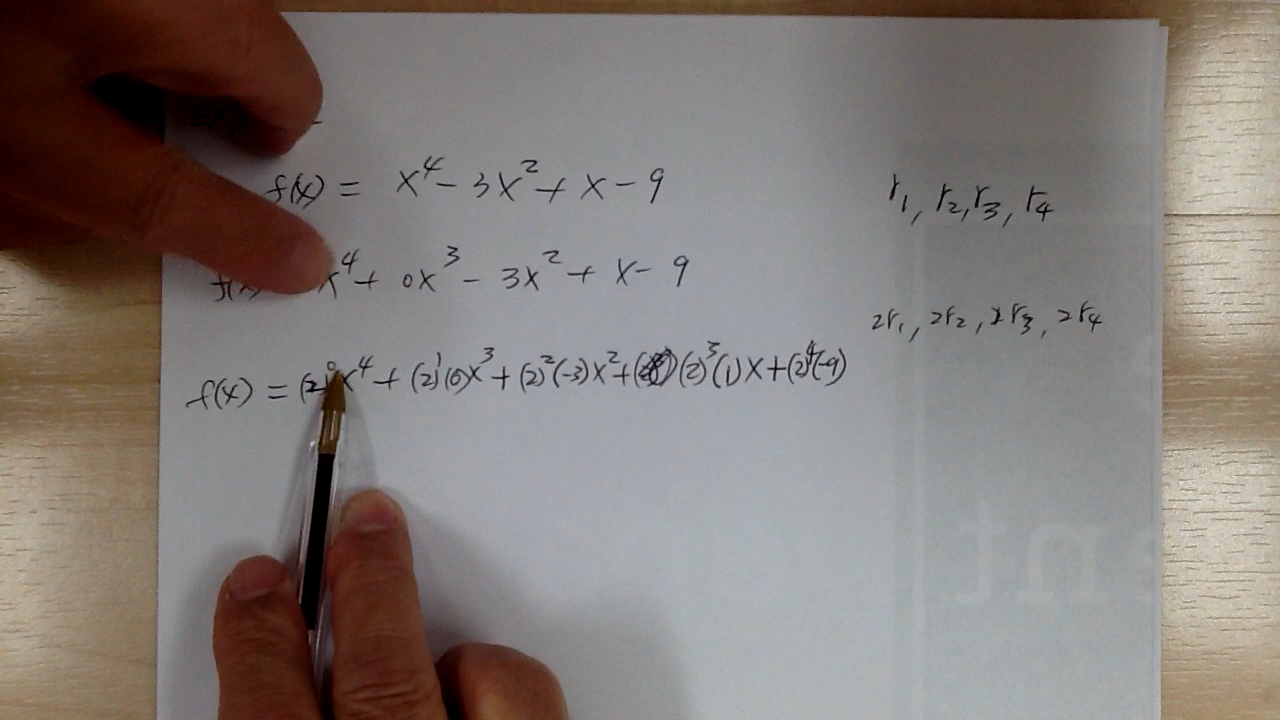 f(x) = x⁴ - 3x² + x - 9
r₁, r₂, r₃, r₄
x⁴ + 0x³ - 3x² + x - 9
2r₁, 2r₂, 2r₃, 2r₄
f(x) = (2)⁰x⁴ + (2)¹(0)x³ + (2)²(-3)x² + (2)³(1)x + (2)⁴(-9)
ent